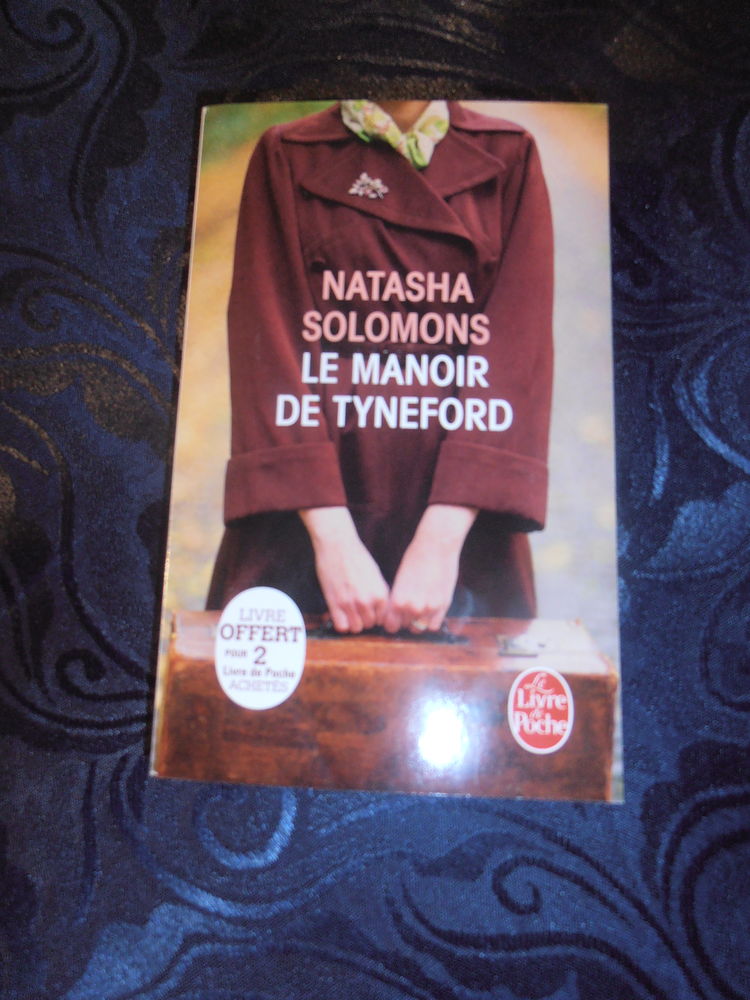 NATASHA
SOLOMONS
LE MANOIR
DE TYNEFORD
LIVRE
OFFERT
POUR 2
Livre de Poche
ACHETÉS
Le
Livre
de
Poche